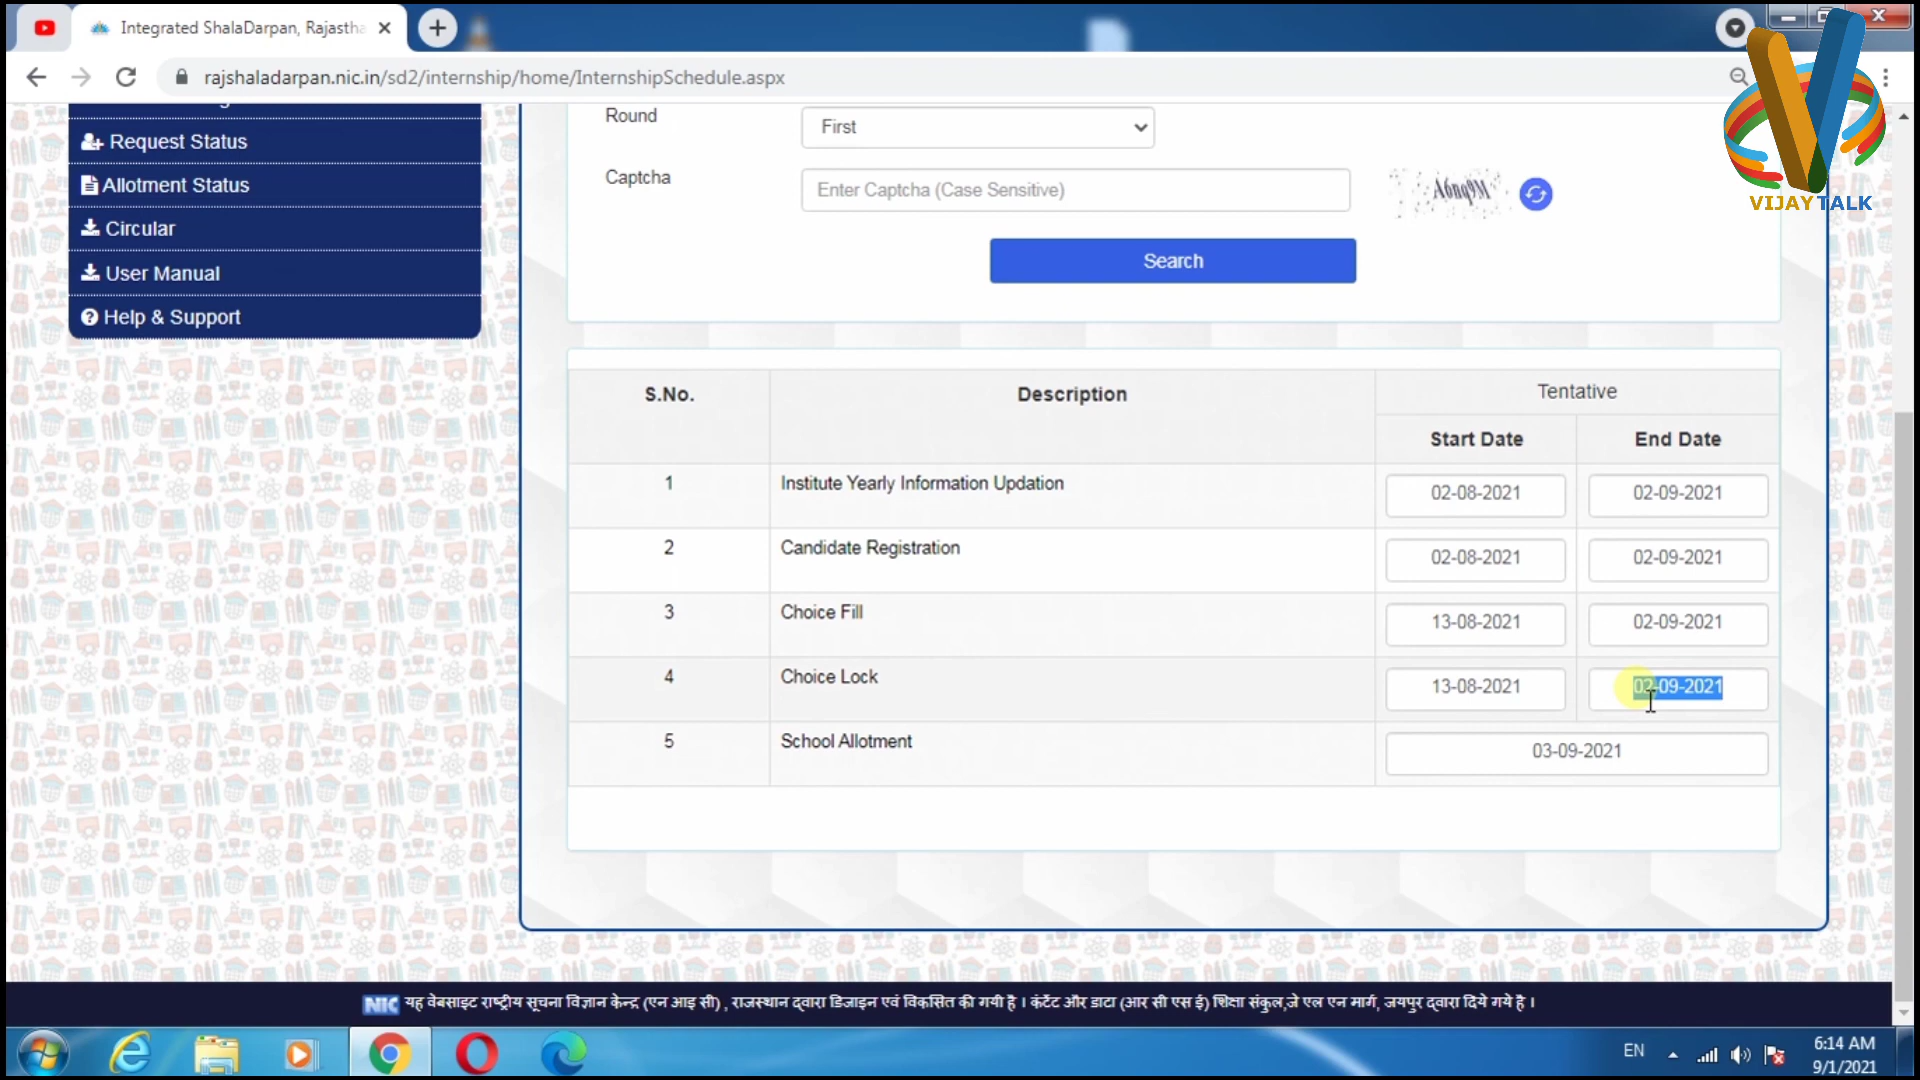 Integrated ShalaDarpan, Rajastha
rajshaladarpan.nic.in/sd2/internship/home/InternshipSchedule.aspx
VIJAY TALK
Request Status
Allotment Status
Circular
User Manual
Help & Support
Round
First
Captcha
Enter Captcha (Case Sensitive)
A6nq9M
Search
S.No.
Description
Tentative
Start Date
End Date
1
Institute Yearly Information Updation
02-08-2021
02-09-2021
2
Candidate Registration
02-08-2021
02-09-2021
3
Choice Fill
13-08-2021
02-09-2021
4
Choice Lock
13-08-2021
02-09-2021
5
School Allotment
03-09-2021
NIC यह वेबसाइट राष्ट्रीय सूचना विज्ञान केन्द्र (एन आइ सी) , राजस्थान द्वारा डिजाइन एवं विकसित की गयी है । कंटेंट और डाटा (आर सी एस ई) शिक्षा संकुल,जे एल एन मार्ग, जयपुर द्वारा दिये गये है ।
EN
6:14 AM
9/1/2021